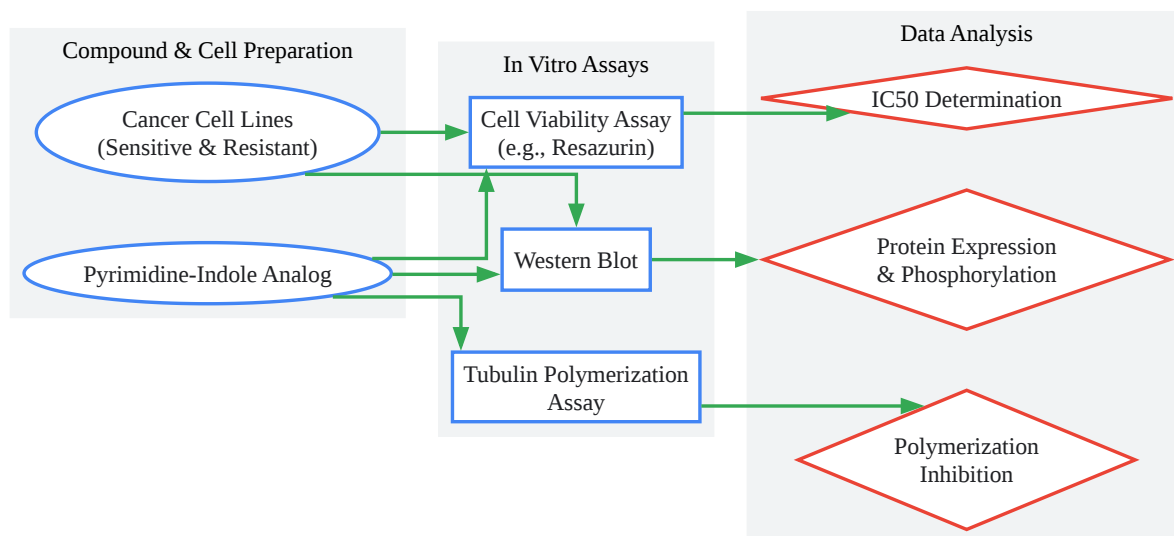 Compound & Cell Preparation
Cancer Cell Lines
(Sensitive & Resistant)
Pyrimidine-Indole Analog
In Vitro Assays
Cell Viability Assay
(e.g., Resazurin)
Western Blot
Tubulin Polymerization
Assay
Data Analysis
IC50 Determination
Protein Expression
& Phosphorylation
Polymerization
Inhibition